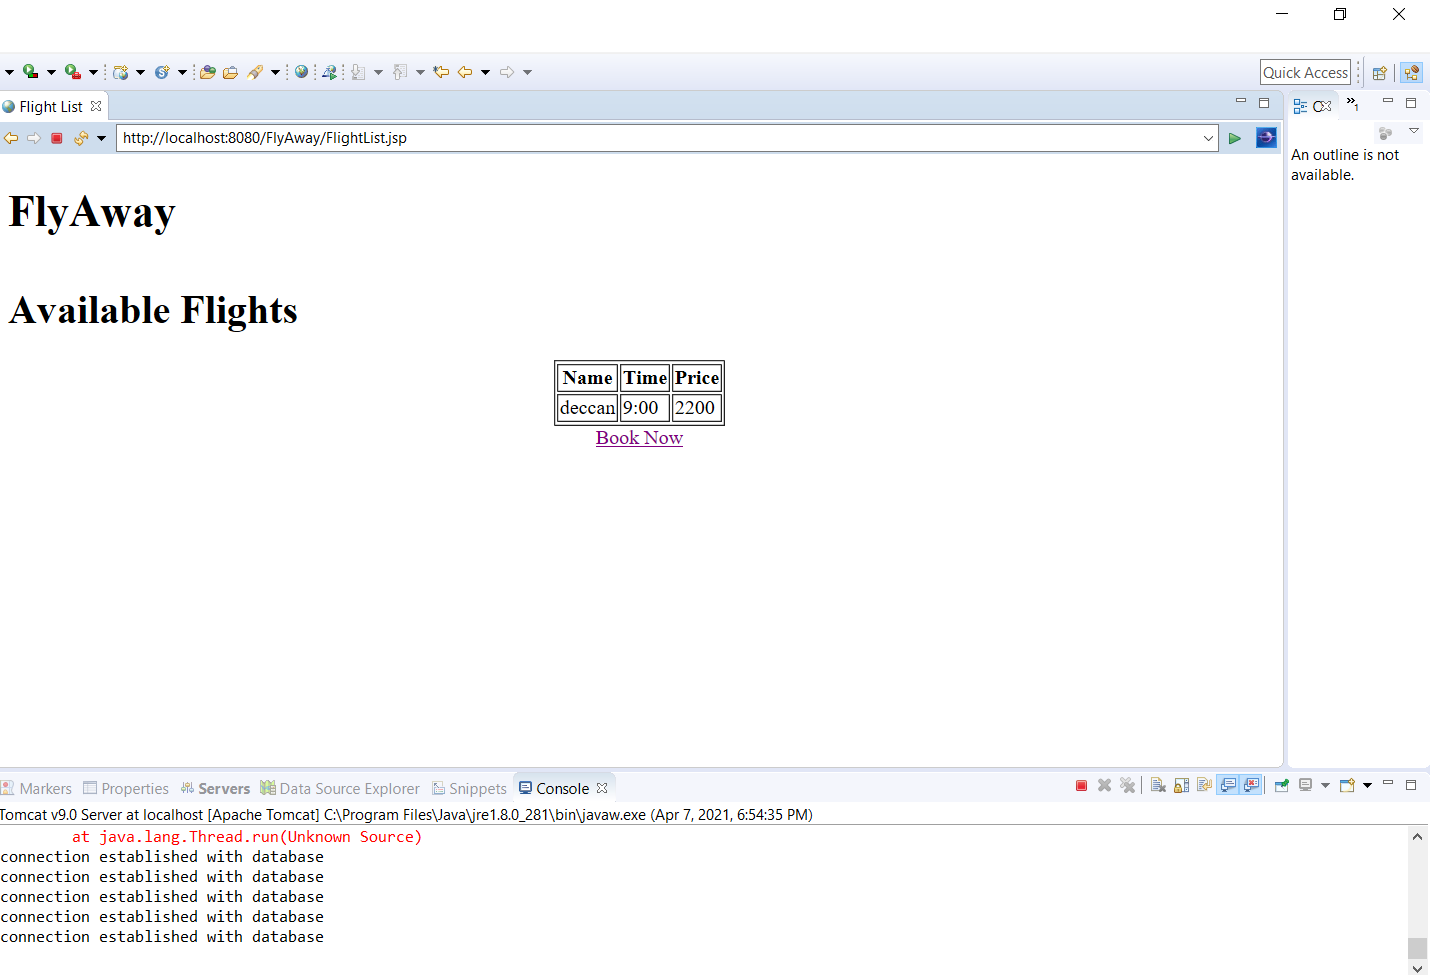 Quick Access
Flight List
1
http://localhost:8080/FlyAway/FlightList.jsp
An outline is not
available.
FlyAway
Available Flights
Name Time Price
deccan 9:00 2200
Book Now
Markers Properties Servers Data Source Explorer Snippets Console
Tomcat v9.0 Server at localhost [Apache Tomcat] C:\Program Files\Java\jre1.8.0_281\bin\javaw.exe (Apr 7, 2021, 6:54:35 PM)
at java.lang.Thread.run(Unknown Source)
connection established with database
connection established with database
connection established with database
connection established with database
connection established with database